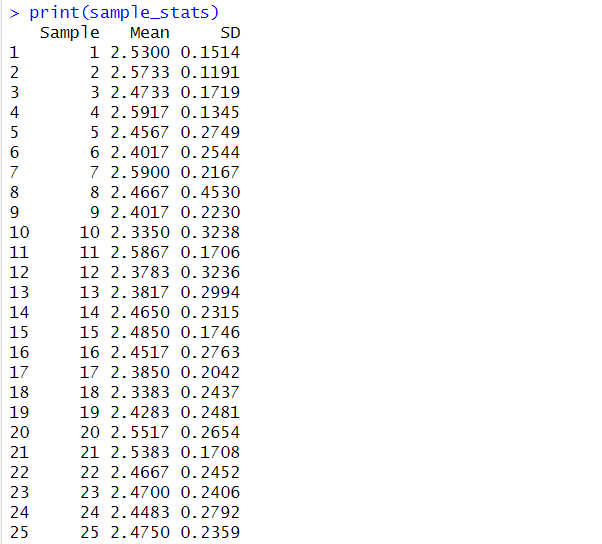 > print(sample_stats)
   Sample   Mean     SD
1       1 2.5300 0.1514
2       2 2.5733 0.1191
3       3 2.4733 0.1719
4       4 2.5917 0.1345
5       5 2.4567 0.2749
6       6 2.4017 0.2544
7       7 2.5900 0.2167
8       8 2.4667 0.4530
9       9 2.4017 0.2230
10     10 2.3350 0.3238
11     11 2.5867 0.1706
12     12 2.3783 0.3236
13     13 2.3817 0.2994
14     14 2.4650 0.2315
15     15 2.4850 0.1746
16     16 2.4517 0.2763
17     17 2.3850 0.2042
18     18 2.3383 0.2437
19     19 2.4283 0.2481
20     20 2.5517 0.2654
21     21 2.5383 0.1708
22     22 2.4667 0.2452
23     23 2.4700 0.2406
24     24 2.4483 0.2792
25     25 2.4750 0.2359